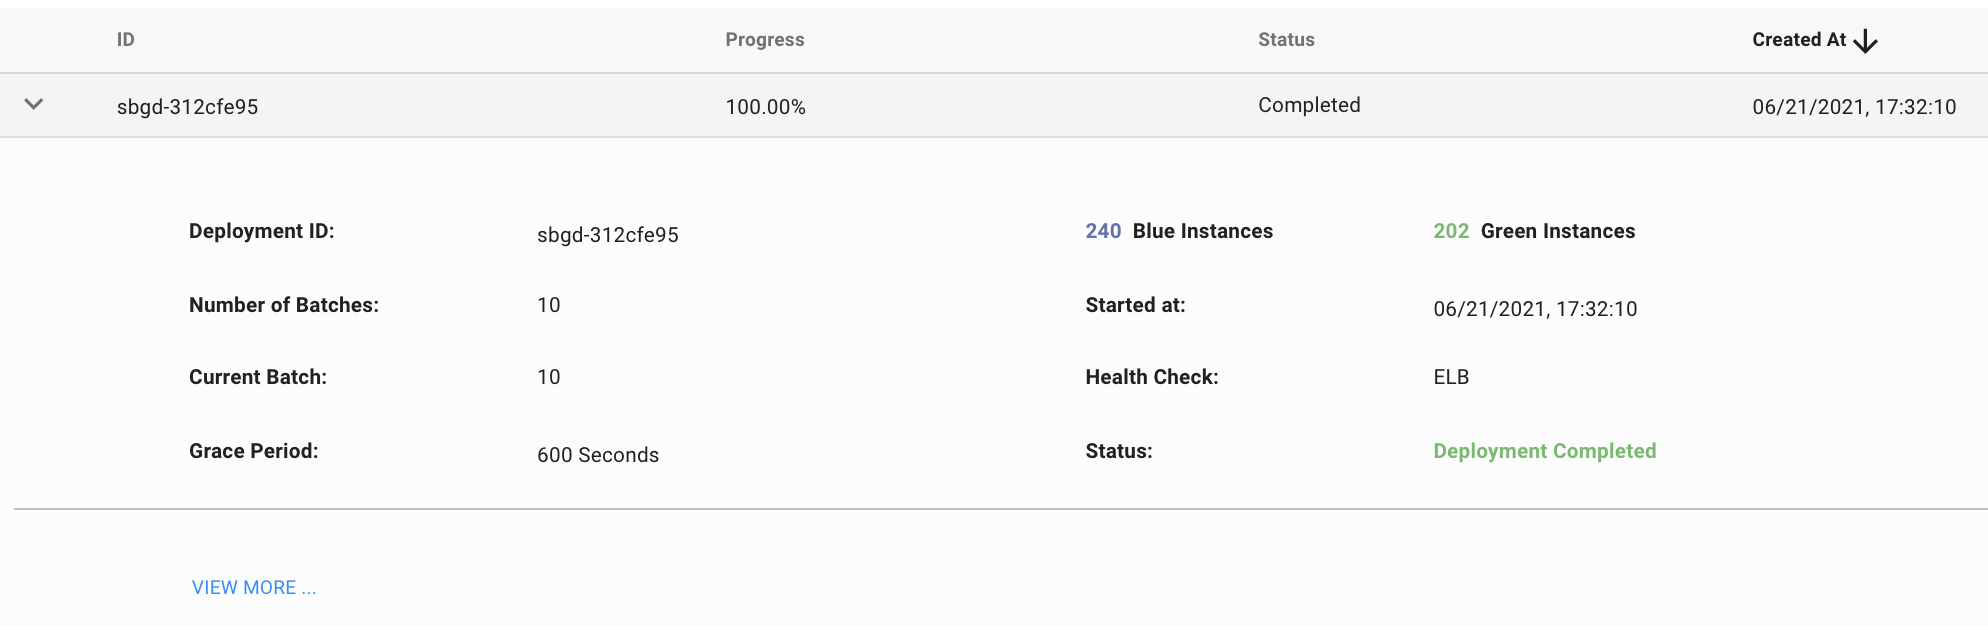 ID Progress Status Created At
sbgd-312cfe95 100.00% Completed 06/21/2021, 17:32:10
Deployment ID: sbgd-312cfe95 240 Blue Instances 202 Green Instances
Number of Batches: 10 Started at: 06/21/2021, 17:32:10
Current Batch: 10 Health Check: ELB
Grace Period: 600 Seconds Status: Deployment Completed
VIEW MORE ...